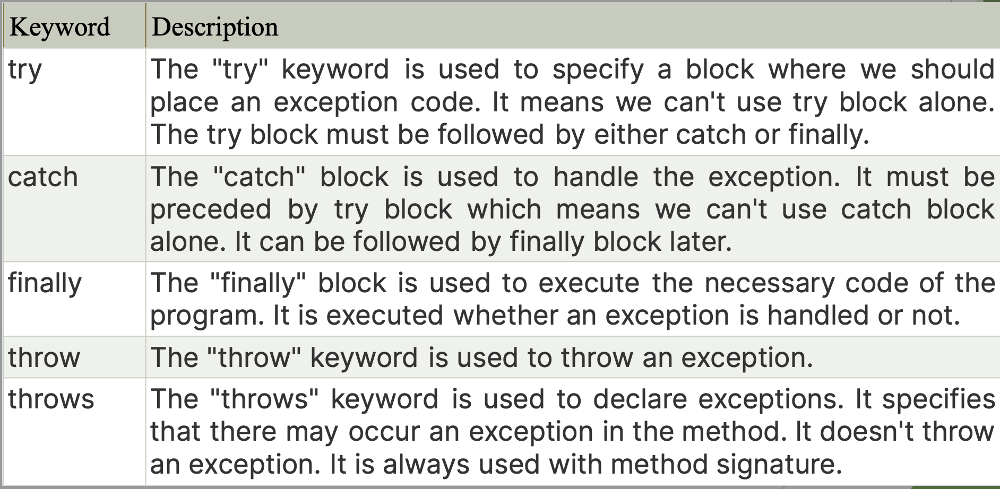 Keyword Description
try
The "try" keyword is used to specify a block where we should
place an exception code. It means we can't use try block alone.
The try block must be followed by either catch or finally.
catch
The "catch" block is used to handle the exception. It must be
preceded by try block which means we can't use catch block
alone. It can be followed by finally block later.
finally
The "finally" block is used to execute the necessary code of the
program. It is executed whether an exception is handled or not.
throw
The "throw" keyword is used to throw an exception.
throws
The "throws" keyword is used to declare exceptions. It specifies
that there may occur an exception in the method. It doesn't throw
an exception. It is always used with method signature.